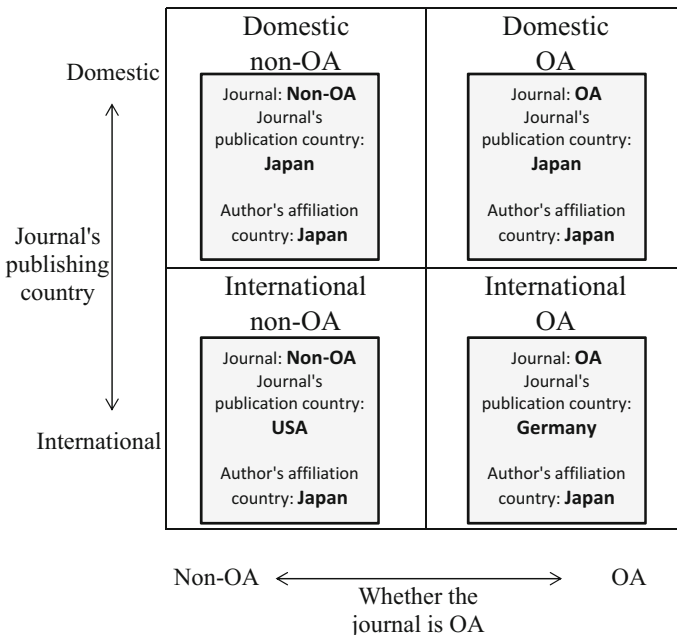 Domestic
non-OA
Domestic
OA
Domestic
Journal: Non-OA
Journal's
publication country:
Japan
Author's affiliation
country: Japan
Journal: OA
Journal's
publication country:
Japan
Author's affiliation
country: Japan
Journal's
publishing
country
International
non-OA
International
OA
Journal: Non-OA
Journal's
publication country:
USA
Author's affiliation
country: Japan
Journal: OA
Journal's
publication country:
Germany
Author's affiliation
country: Japan
International
Non-OA
OA
Whether the
journal is OA